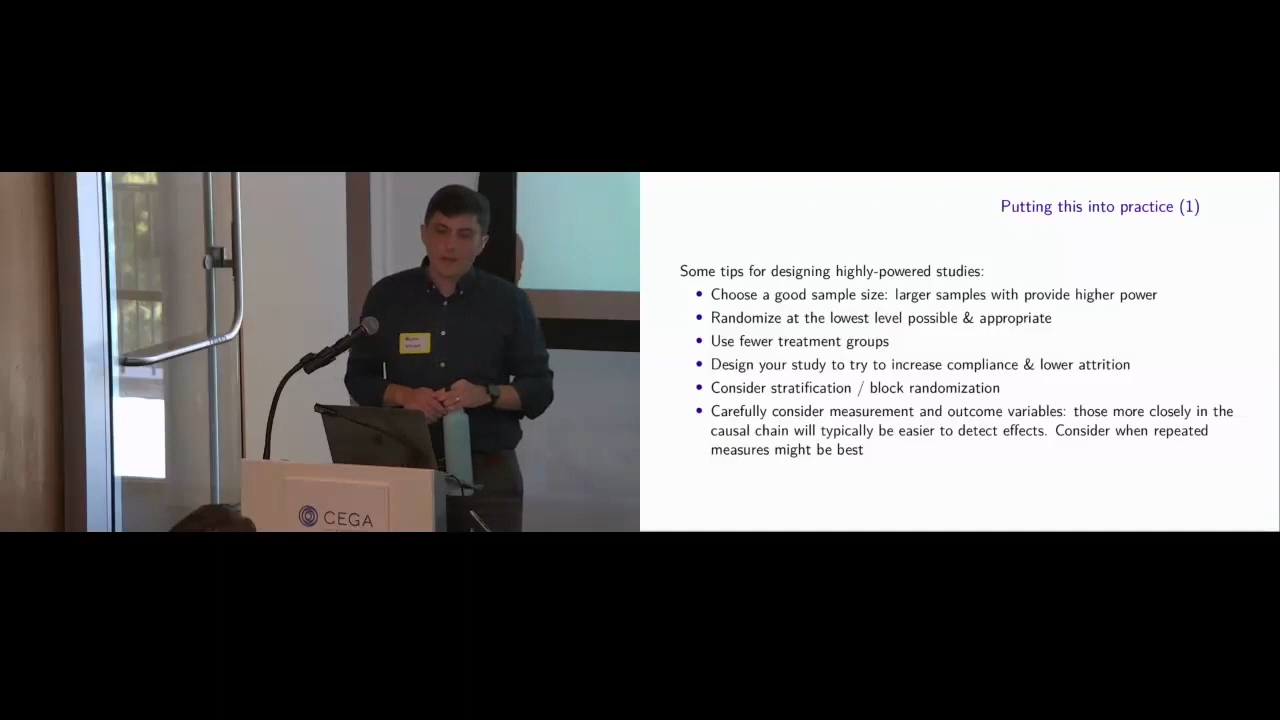 Putting this into practice (1)
Some tips for designing highly-powered studies:
• Choose a good sample size: larger samples with provide higher power
• Randomize at the lowest level possible & appropriate
• Use fewer treatment groups
• Design your study to try to increase compliance & lower attrition
• Consider stratification / block randomization
• Carefully consider measurement and outcome variables: those more closely in the
causal chain will typically be easier to detect effects. Consider when repeated
measures might be best
CEGA